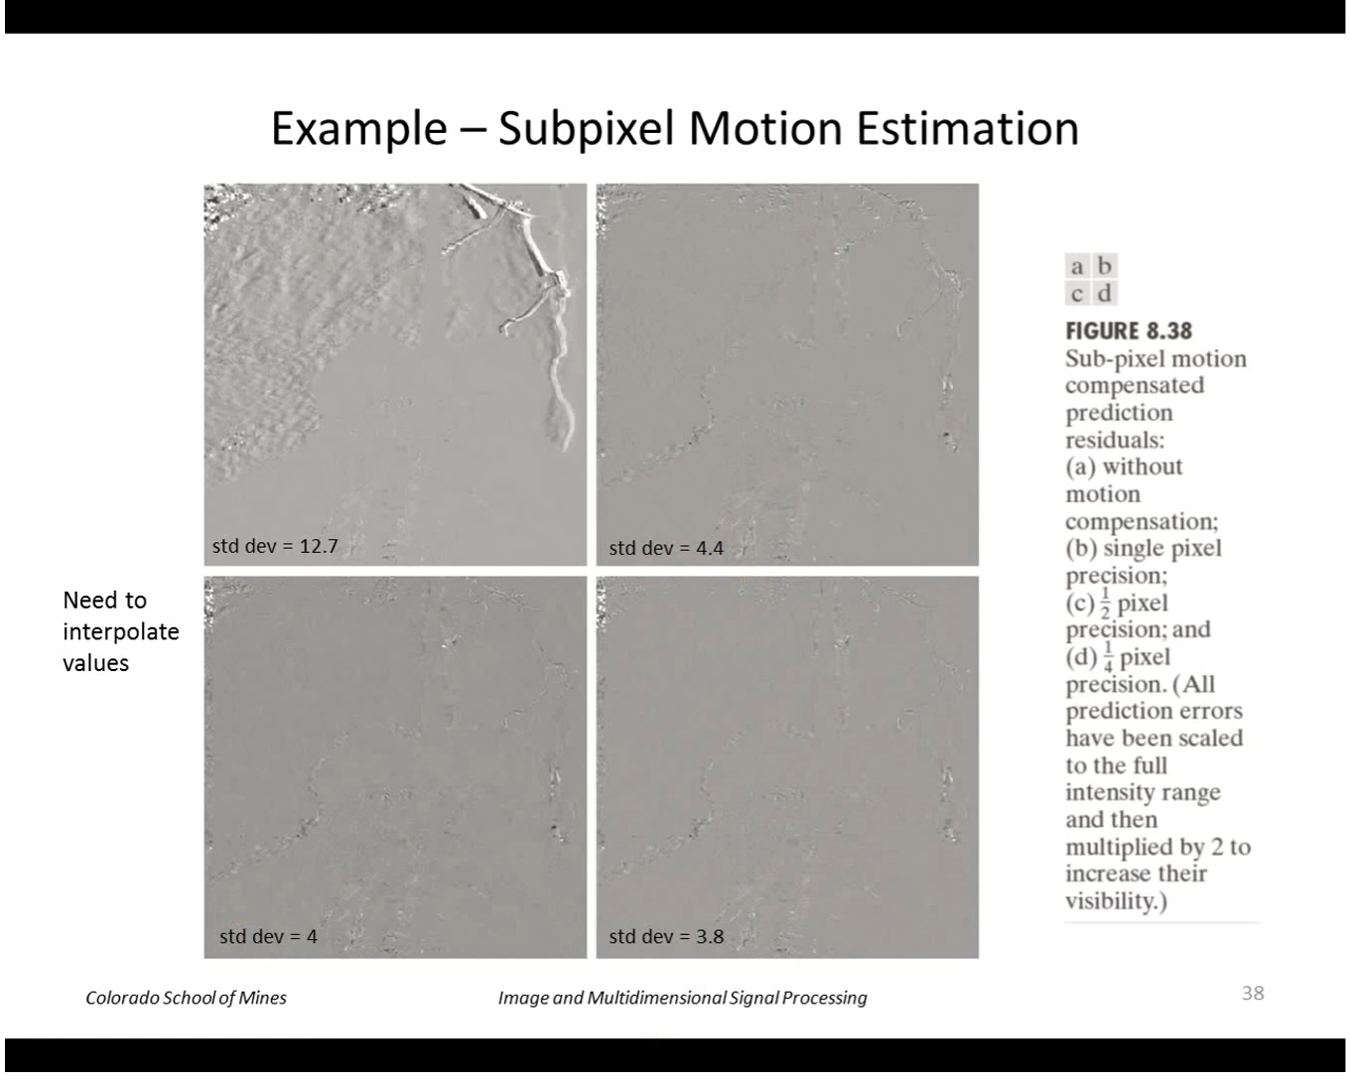 Example – Subpixel Motion Estimation
std dev = 12.7
std dev = 4.4
Need to
interpolate
values
std dev = 4
std dev = 3.8
a b
c d
FIGURE 8.38
Sub-pixel motion
compensated
prediction
residuals:
(a) without
motion
compensation;
(b) single pixel
precision;
(c) 1/2 pixel
precision; and
(d) 1/4 pixel
precision. (All
prediction errors
have been scaled
to the full
intensity range
and then
multiplied by 2 to
increase their
visibility.)
Colorado School of Mines
Image and Multidimensional Signal Processing
38